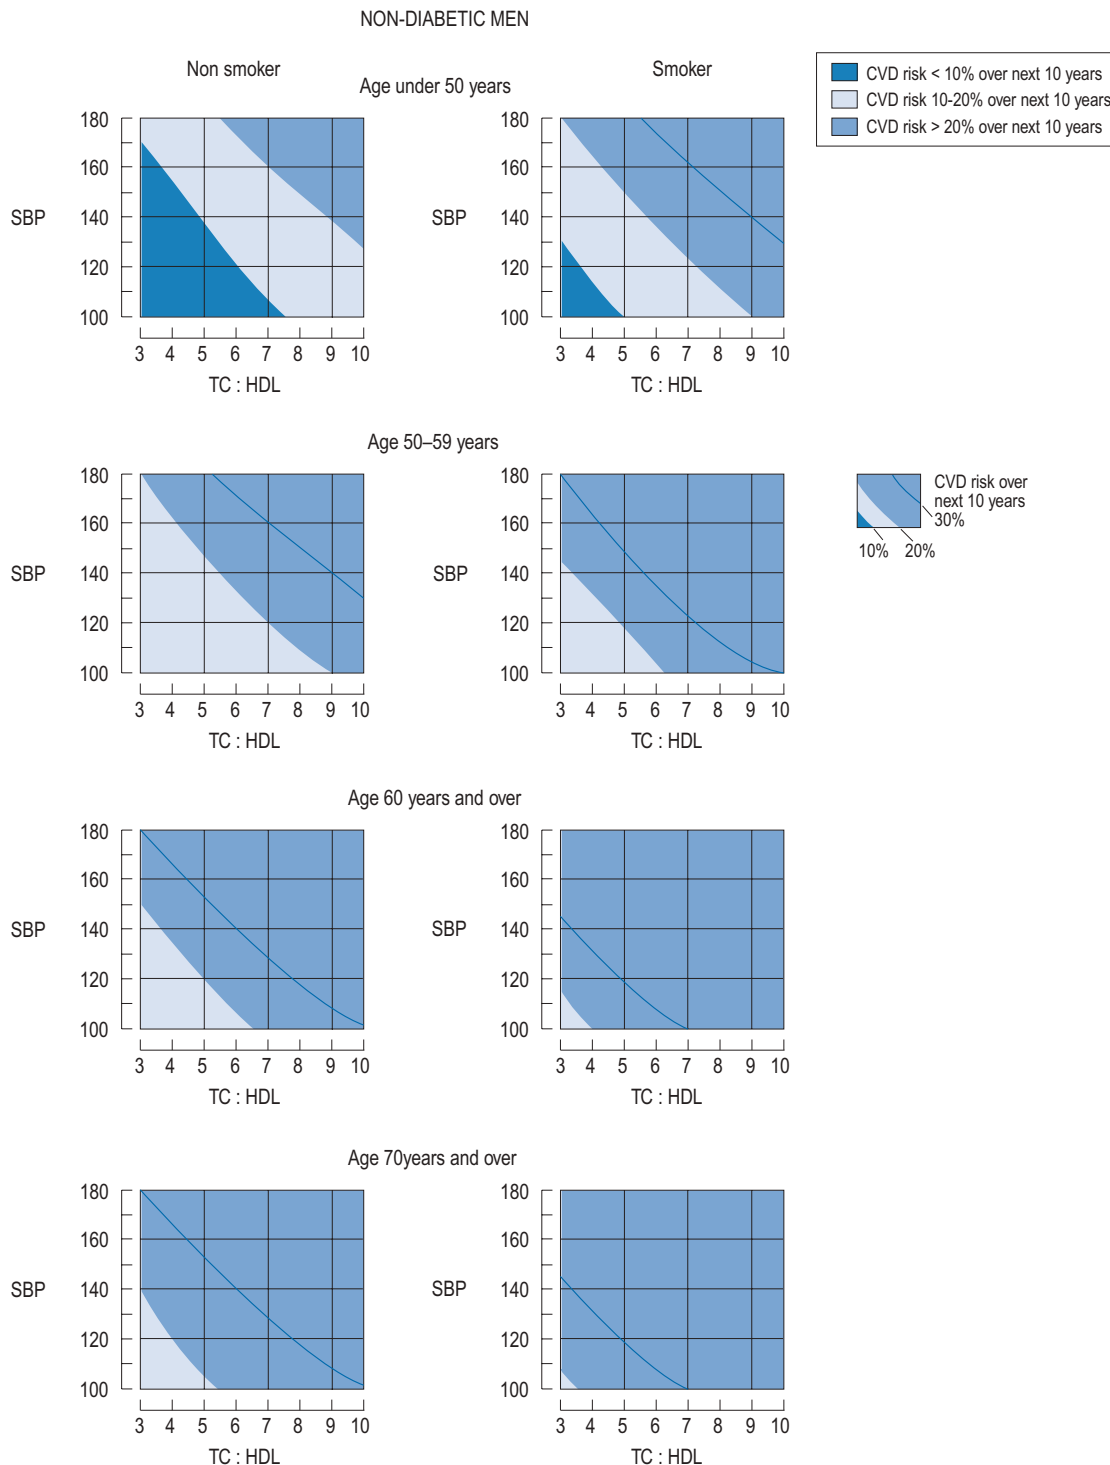 NON-DIABETIC MEN
Non smoker
Smoker
Age under 50 years
CVD risk < 10% over next 10 years
CVD risk 10-20% over next 10 years
CVD risk > 20% over next 10 years
180
160
SBP
140
120
100
3 4 5 6 7 8 9 10
TC : HDL
180
160
SBP
140
120
100
3 4 5 6 7 8 9 10
TC : HDL
Age 50–59 years
180
160
SBP
140
120
100
3 4 5 6 7 8 9 10
TC : HDL
180
160
SBP
140
120
100
3 4 5 6 7 8 9 10
TC : HDL
CVD risk over
next 10 years
30%
10% 20%
Age 60 years and over
180
160
SBP
140
120
100
3 4 5 6 7 8 9 10
TC : HDL
180
160
SBP
140
120
100
3 4 5 6 7 8 9 10
TC : HDL
Age 70years and over
180
160
SBP
140
120
100
3 4 5 6 7 8 9 10
TC : HDL
180
160
SBP
140
120
100
3 4 5 6 7 8 9 10
TC : HDL